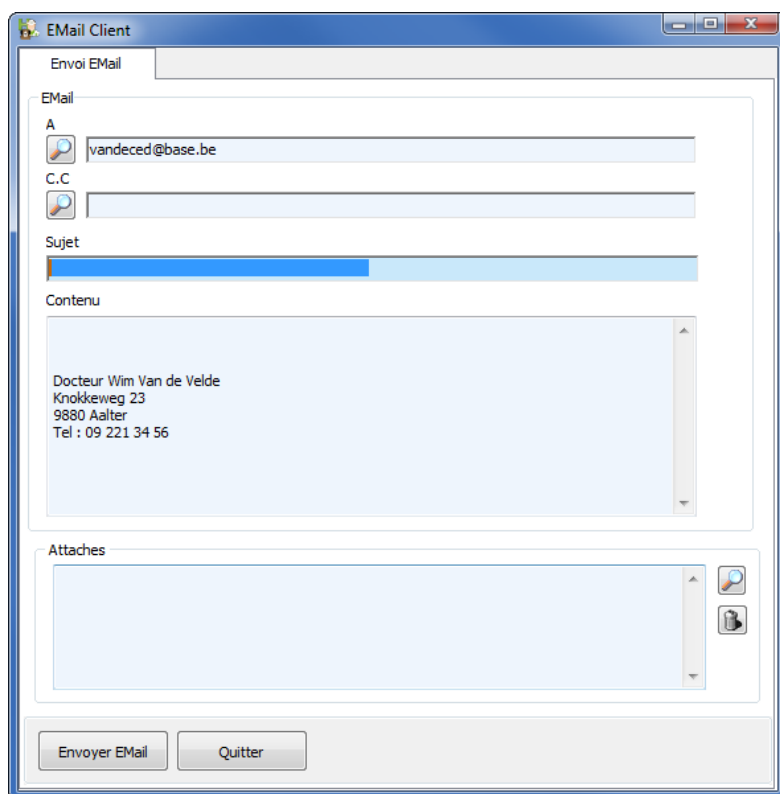 EMail Client
Envoi EMail
EMail
A
vandeced@base.be
C.C
Sujet
Contenu
Docteur Wim Van de Velde
Knokkeweg 23
9880 Aalter
Tel : 09 221 34 56
Attaches
Envoyer EMail
Quitter